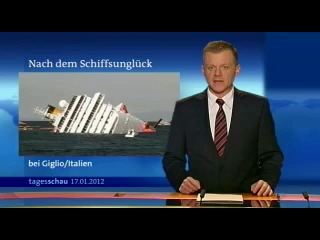 Nach dem Schiffsunglück
bei Giglio/Italien
tagesschau 17.01.2012